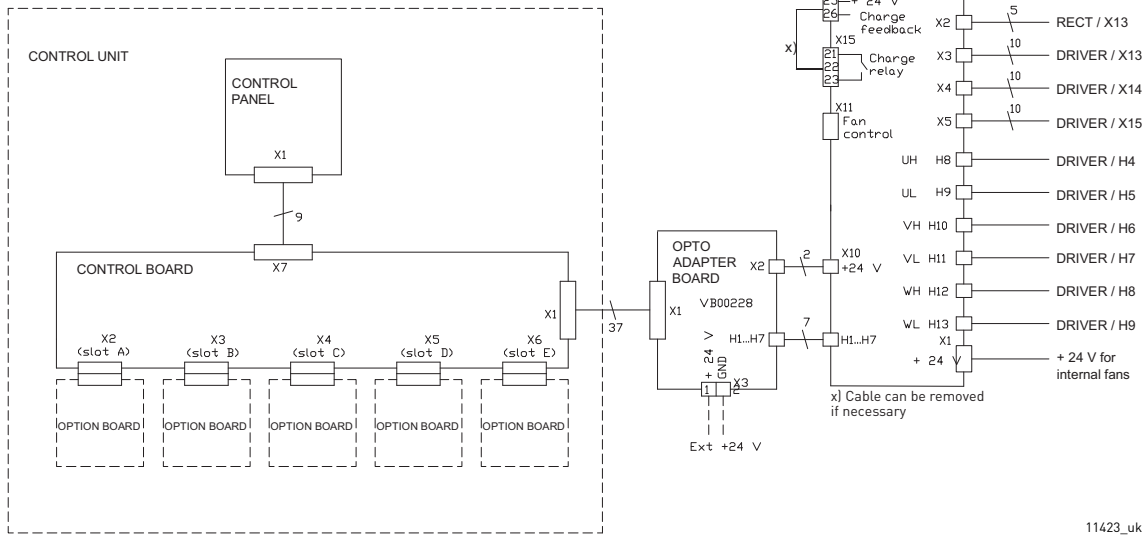 CONTROL UNIT
CONTROL
PANEL
X1
9
X7
CONTROL BOARD
X1
37
X2
(slot A)
X3
(slot B)
X4
(slot C)
X5
(slot D)
X6
(slot E)
OPTION BOARD
OPTION BOARD
OPTION BOARD
OPTION BOARD
OPTION BOARD
OPTO
ADAPTER
BOARD
VB00228
X1
X2
2
X10
+24 V
H1...H7
7
H1...H7
+ 24 V
GND
1
2
X3
Ext +24 V
+ 24 V
26
Charge
feedback
x)
X15
21
22
23
Charge
relay
X11
Fan
control
X2
5
RECT / X13
X3
10
DRIVER / X13
X4
10
DRIVER / X14
X5
10
DRIVER / X15
UH H8
DRIVER / H4
UL H9
DRIVER / H5
VH H10
DRIVER / H6
VL H11
DRIVER / H7
WH H12
DRIVER / H8
WL H13
DRIVER / H9
X1
+ 24 V
+ 24 V for
internal fans
x) Cable can be removed
if necessary
11423_uk